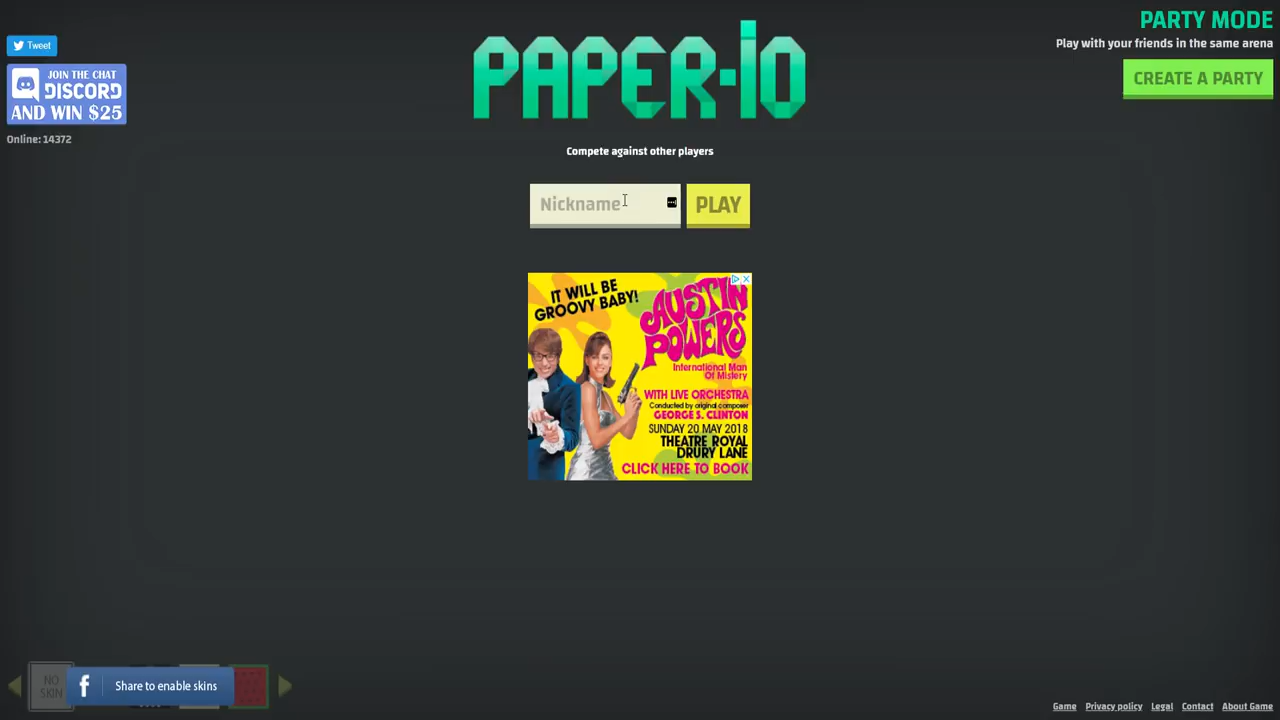 PARTY MODE
Play with your friends in the same arena
CREATE A PARTY
Tweet
JOIN THE CHAT
DISCORD
AND WIN $25
Online: 14372
PAPER-iO
Compete against other players
Nickname
PLAY
IT WILL BE
GROOVY BABY!
AUSTIN
POWERS
International Man
Of Mistery
WITH LIVE ORCHESTRA
Conducted by original composer
GEORGE S. CLINTON
SUNDAY 20 MAY 2018
THEATRE ROYAL
DRURY LANE
CLICK HERE TO BOOK
NO
SKIN
f
Share to enable skins
Game
Privacy policy
Legal
Contact
About Game